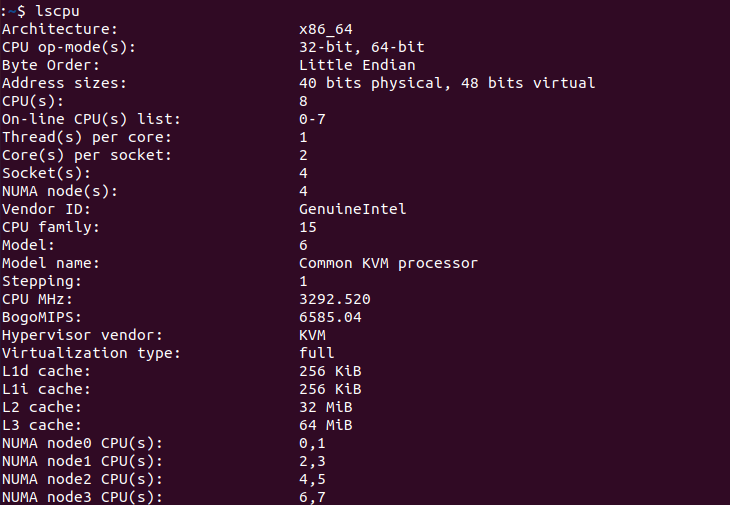 :~$ lscpu
Architecture: x86_64
CPU op-mode(s): 32-bit, 64-bit
Byte Order: Little Endian
Address sizes: 40 bits physical, 48 bits virtual
CPU(s): 8
On-line CPU(s) list: 0-7
Thread(s) per core: 1
Core(s) per socket: 2
Socket(s): 4
NUMA node(s): 4
Vendor ID: GenuineIntel
CPU family: 15
Model: 6
Model name: Common KVM processor
Stepping: 1
CPU MHz: 3292.520
BogoMIPS: 6585.04
Hypervisor vendor: KVM
Virtualization type: full
L1d cache: 256 KiB
L1i cache: 256 KiB
L2 cache: 32 MiB
L3 cache: 64 MiB
NUMA node0 CPU(s): 0,1
NUMA node1 CPU(s): 2,3
NUMA node2 CPU(s): 4,5
NUMA node3 CPU(s): 6,7